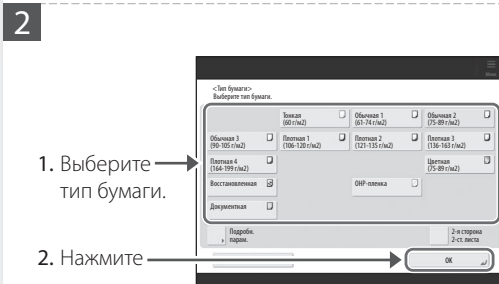 2
<Тип бумаги>
Выберите тип бумаги.
Тонкая
(60 г/м2)
Обычная 1
(61-74 г/м2)
Обычная 2
(75-89 г/м2)
Обычная 3
(90-105 г/м2)
Плотная 1
(106-120 г/м2)
Плотная 2
(121-135 г/м2)
Плотная 3
(136-163 г/м2)
Плотная 4
(164-199 г/м2)
Цветная
(75-89 г/м2)
Восстановленная
OHP-пленка
Документная
Подробн.
парам.
2-я сторона
2-ст. листа
OK
1. Выберите
тип бумаги.
2. Нажмите